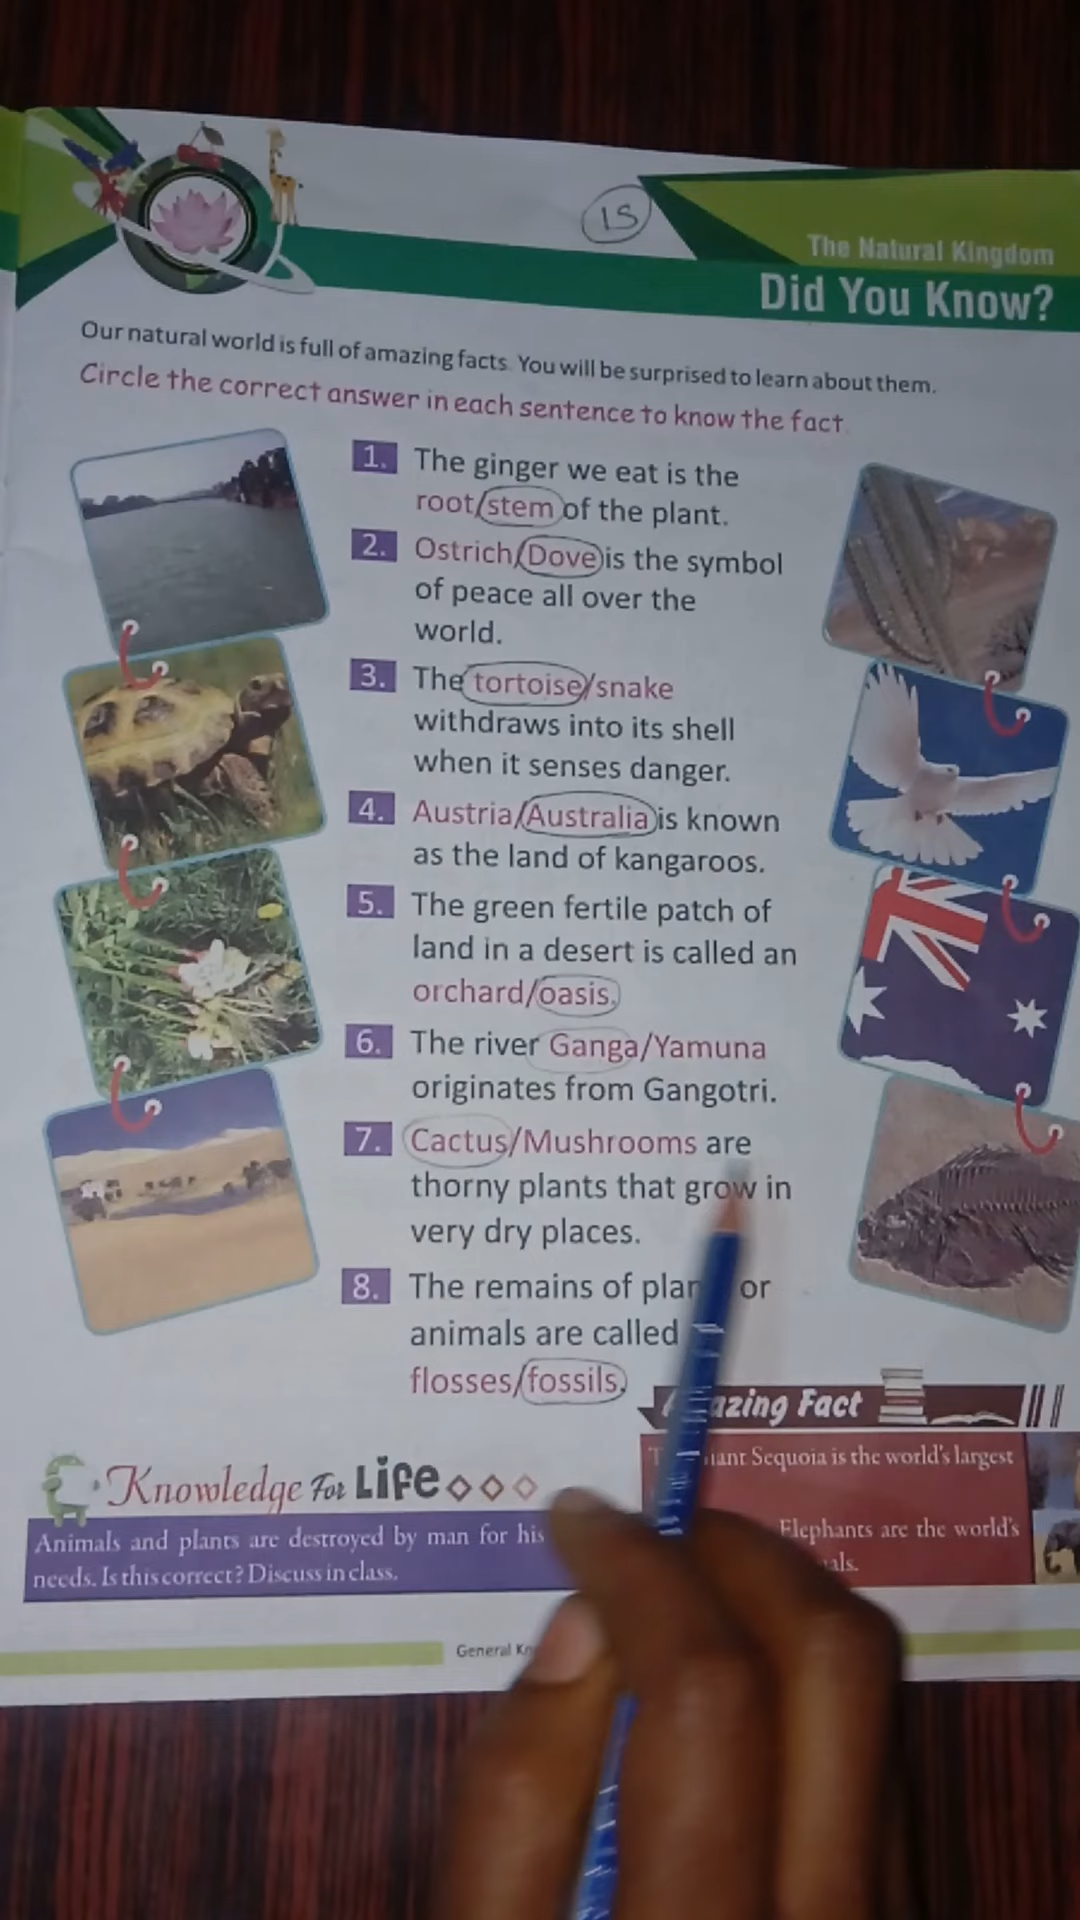 15
The Natural Kingdom
Did You Know?
Our natural world is full of amazing facts. You will be surprised to learn about them.
Circle the correct answer in each sentence to know the fact.
1. The ginger we eat is the
root/stem of the plant.
2. Ostrich/Dove is the symbol
of peace all over the
world.
3. The tortoise/snake
withdraws into its shell
when it senses danger.
4. Austria/Australia is known
as the land of kangaroos.
5. The green fertile patch of
land in a desert is called an
orchard/oasis.
6. The river Ganga/Yamuna
originates from Gangotri.
7. Cactus/Mushrooms are
thorny plants that grow in
very dry places.
8. The remains of or
animals are called
flosses/fossils.
Fact
Sequoia is the world's largest
Elephants are the world's
Knowledge For Life
Animals and plants are destroyed by man for his
needs. Is this correct? Discuss in class.
General